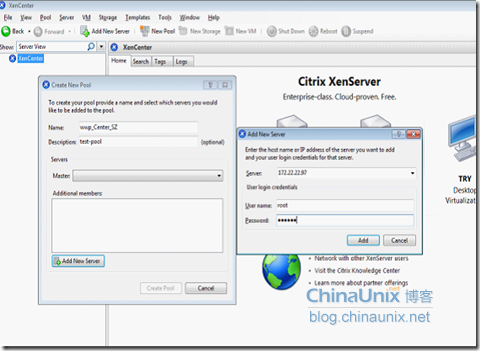 XenCenter
File View Pool Server VM Storage Templates Tools Window Help
Back Forward Add New Server New Pool New Storage New VM Shut Down Reboot Suspend
Show: Server View
XenCenter
XenCenter
Home Search Tags Logs
Citrix XenServer
Enterprise-class. Cloud-proven. Free.
Create New Pool
To create your pool provide a name and select which servers you would
like to be added to the pool.
Name:
Description: test-pool (optional)
Servers
Master:
Additional members:
Add New Server
Create Pool Cancel
Add New Server
Enter the host name or IP address of the server you want to add
and your user login credentials for that server.
Server: 172.22.22.97
User login credentials
User name: root
Password: ••••••
Add Cancel
TRY
Desktop
Virtualizat
Network with other XenServer users
Visit the Citrix Knowledge Center
Learn more about partner offerings
ChinaUnix 博客
blog.chinaunix.net